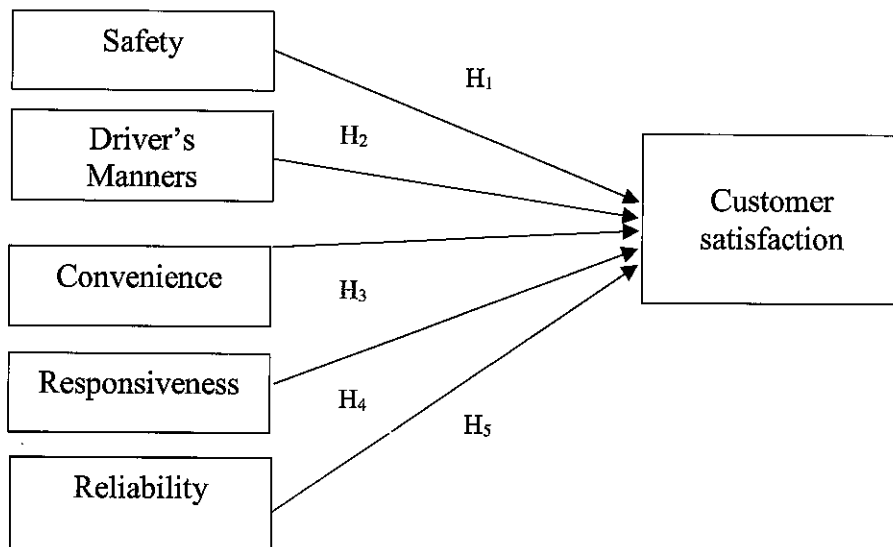 Safety
H₁
Driver's
Manners
H₂
Customer
satisfaction
Convenience
H₃
Responsiveness
H₄
H₅
Reliability